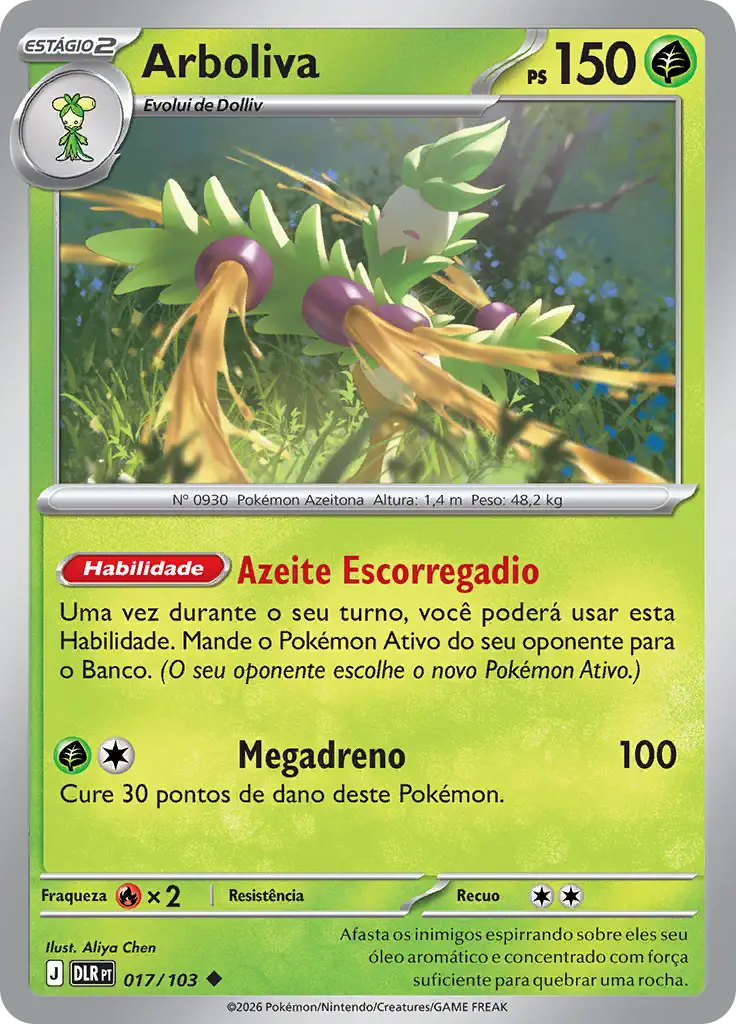 ESTÁGIO 2
Arboliva
PS 150
Evolui de Dolliv
Nº 0930 Pokémon Azeitona Altura: 1,4 m Peso: 48,2 kg
Habilidade Azeite Escorregadio
Uma vez durante o seu turno, você poderá usar esta
Habilidade. Mande o Pokémon Ativo do seu oponente para
o Banco. (O seu oponente escolhe o novo Pokémon Ativo.)
Megadreno 100
Cure 30 pontos de dano deste Pokémon.
Fraqueza ×2 Resistência Recuo
Ilust. Aliya Chen
Afasta os inimigos espirrando sobre eles seu
óleo aromático e concentrado com força
suficiente para quebrar uma rocha.
J DLR PT 017/103
©2026 Pokémon/Nintendo/Creatures/GAME FREAK